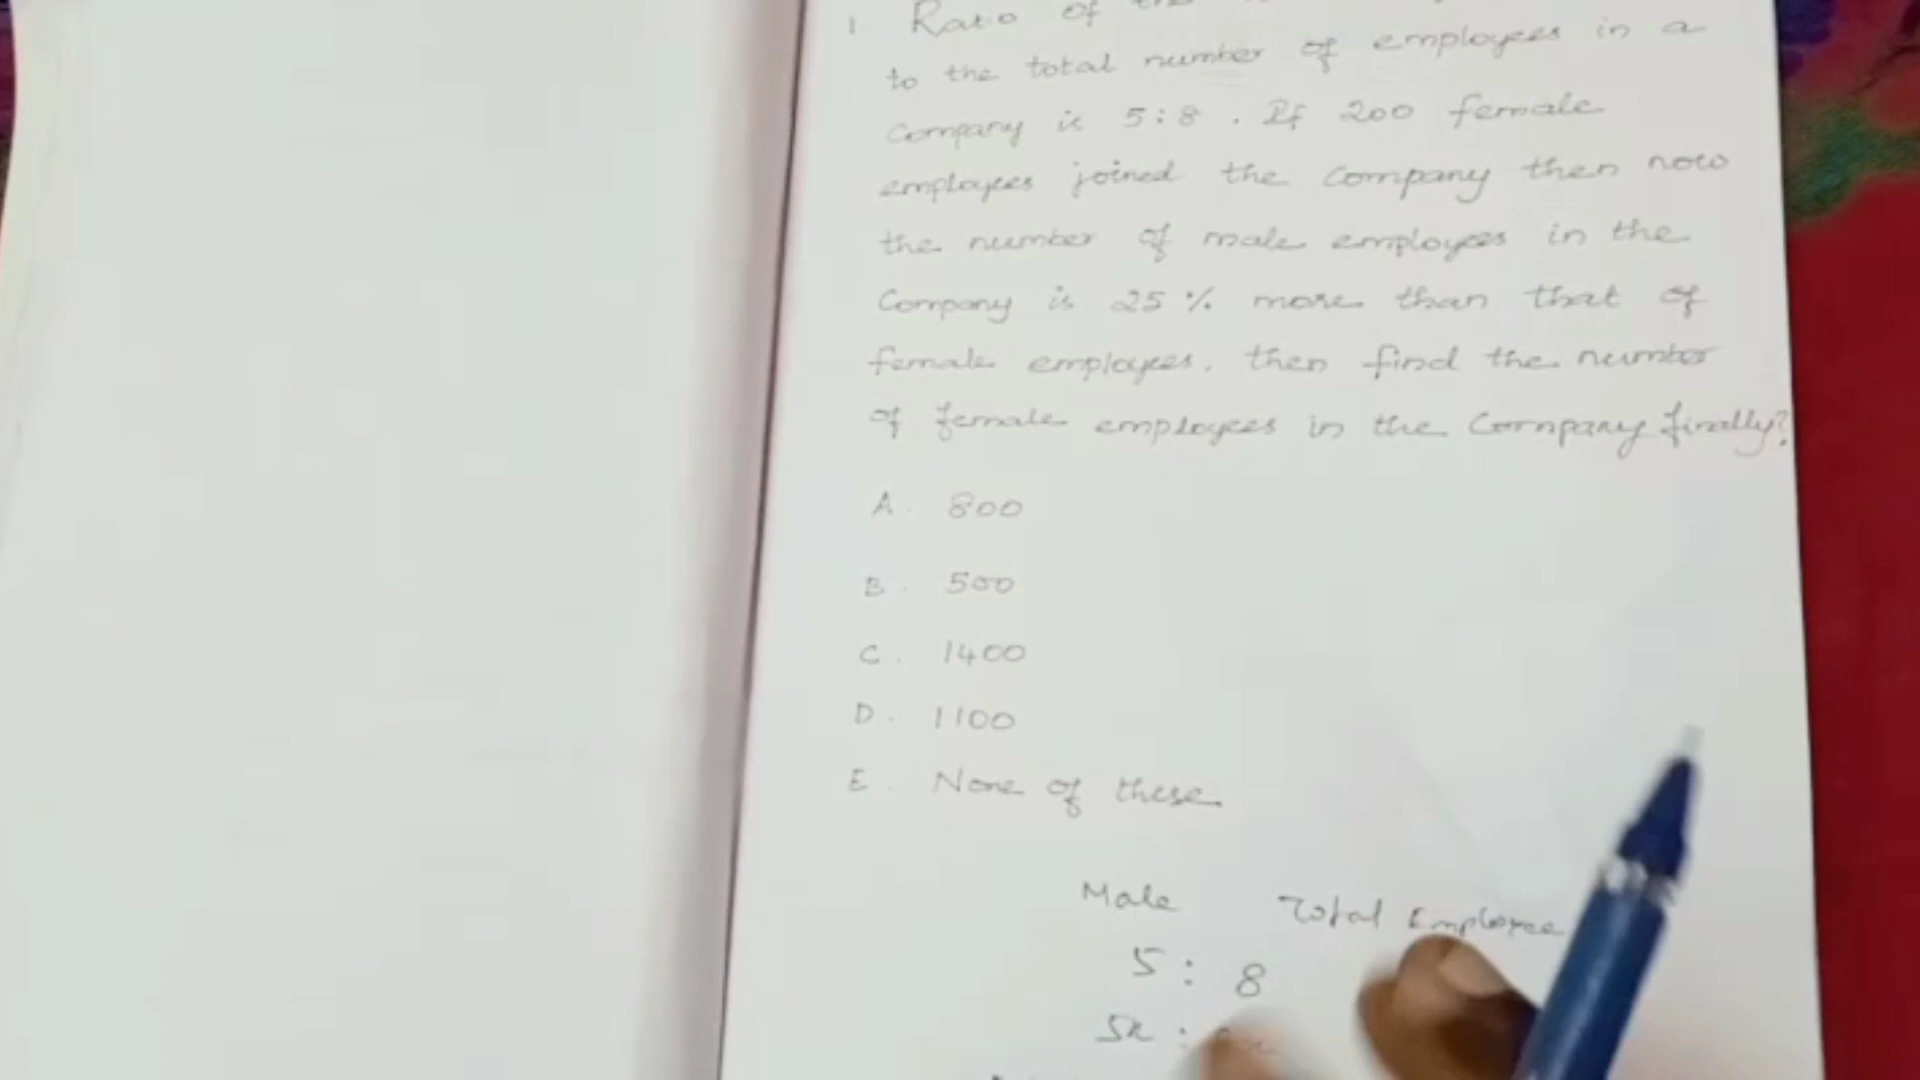 1 Ratio of the
to the total number of employees in a
Company is 5:8 . If 200 female
employees joined the Company then now
the number of male employees in the
Company is 25% more than that of
female employees, then find the number
of female employees in the Company finally?
A. 800
B. 500
C. 1400
D. 1100
E. None of these
Male Total Employee
5 : 8
5x :